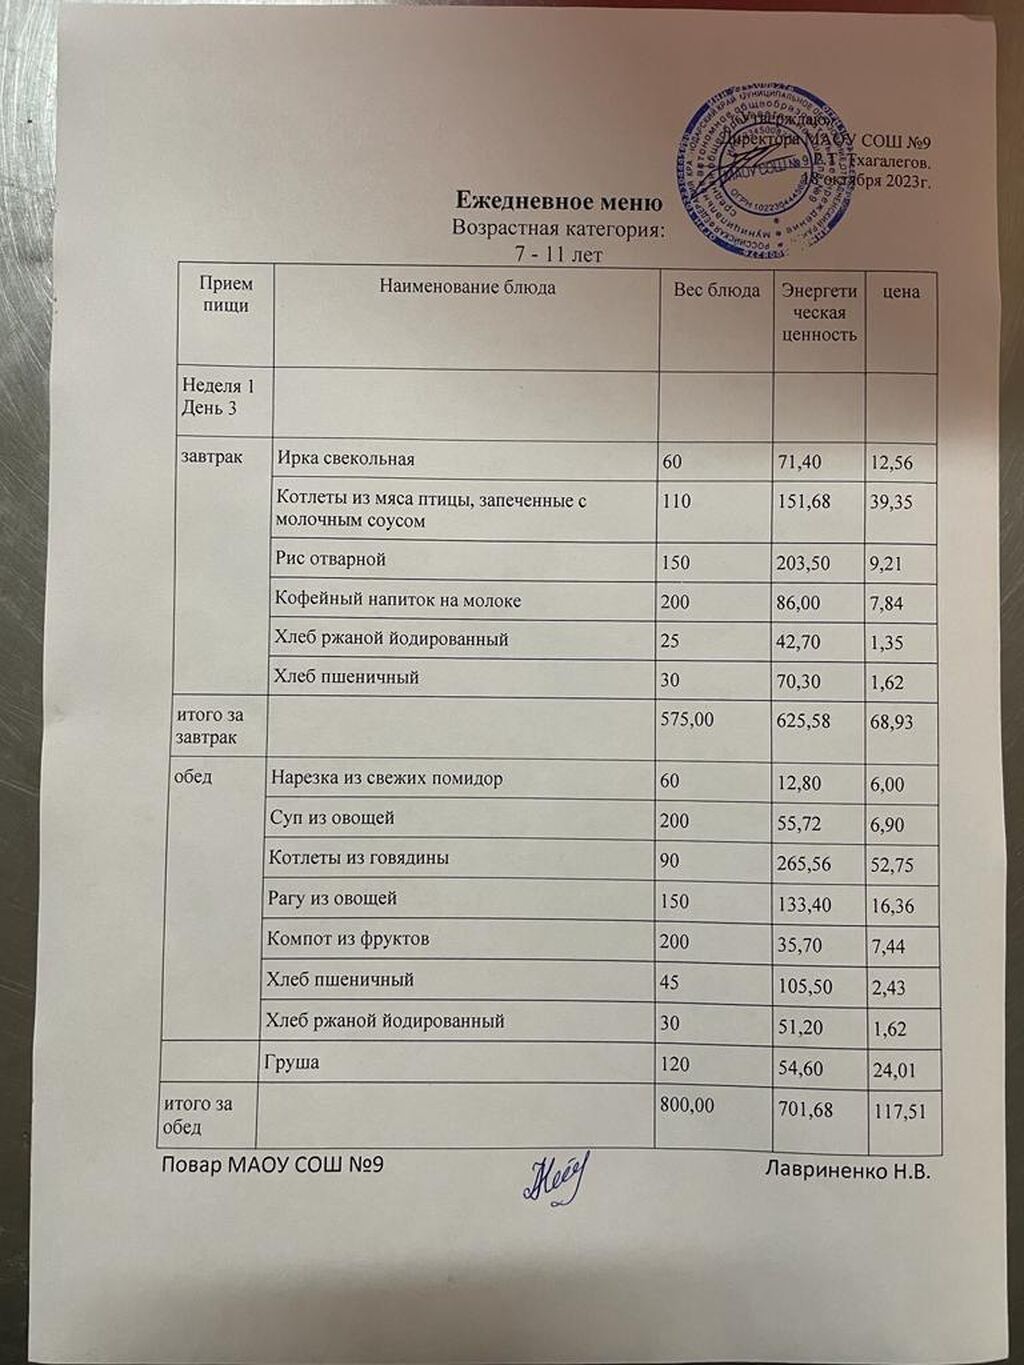 Утверждаю
Директора МАОУ СОШ №9
Р.Т. Тхагалегов.
18 октября 2023г.
МАОУ СОШ № 9
Ежедневное меню
Возрастная категория:
7 - 11 лет
Прием пищи Наименование блюда Вес блюда Энергети ческая ценность цена
Неделя 1
День 3
завтрак Ирка свекольная 60 71,40 12,56
Котлеты из мяса птицы, запеченные с
молочным соусом 110 151,68 39,35
Рис отварной 150 203,50 9,21
Кофейный напиток на молоке 200 86,00 7,84
Хлеб ржаной йодированный 25 42,70 1,35
Хлеб пшеничный 30 70,30 1,62
итого за
завтрак 575,00 625,58 68,93
обед Нарезка из свежих помидор 60 12,80 6,00
Суп из овощей 200 55,72 6,90
Котлеты из говядины 90 265,56 52,75
Рагу из овощей 150 133,40 16,36
Компот из фруктов 200 35,70 7,44
Хлеб пшеничный 45 105,50 2,43
Хлеб ржаной йодированный 30 51,20 1,62
Груша 120 54,60 24,01
итого за
обед 800,00 701,68 117,51
Повар МАОУ СОШ №9 Лавриненко Н.В.